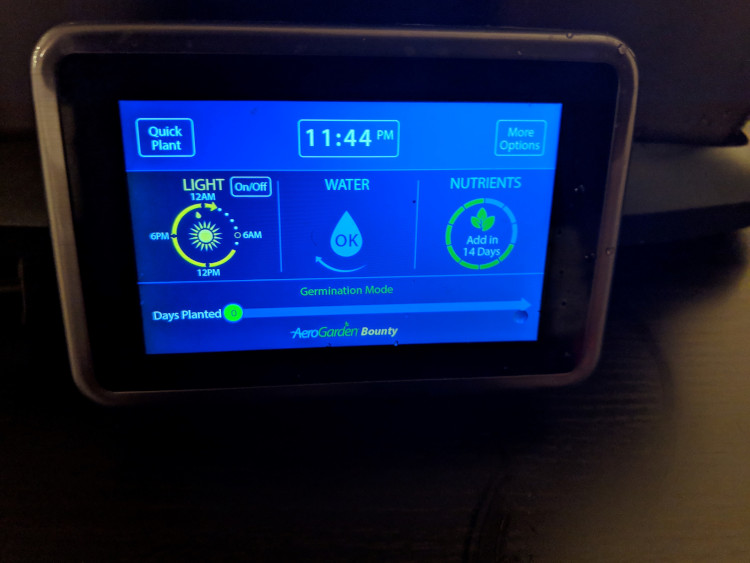 Quick
Plant
11:44 PM
More
Options
LIGHT
On/Off
12AM
6PM
6AM
12PM
WATER
OK
NUTRIENTS
Add in
14 Days
Germination Mode
Days Planted
0
AeroGarden Bounty